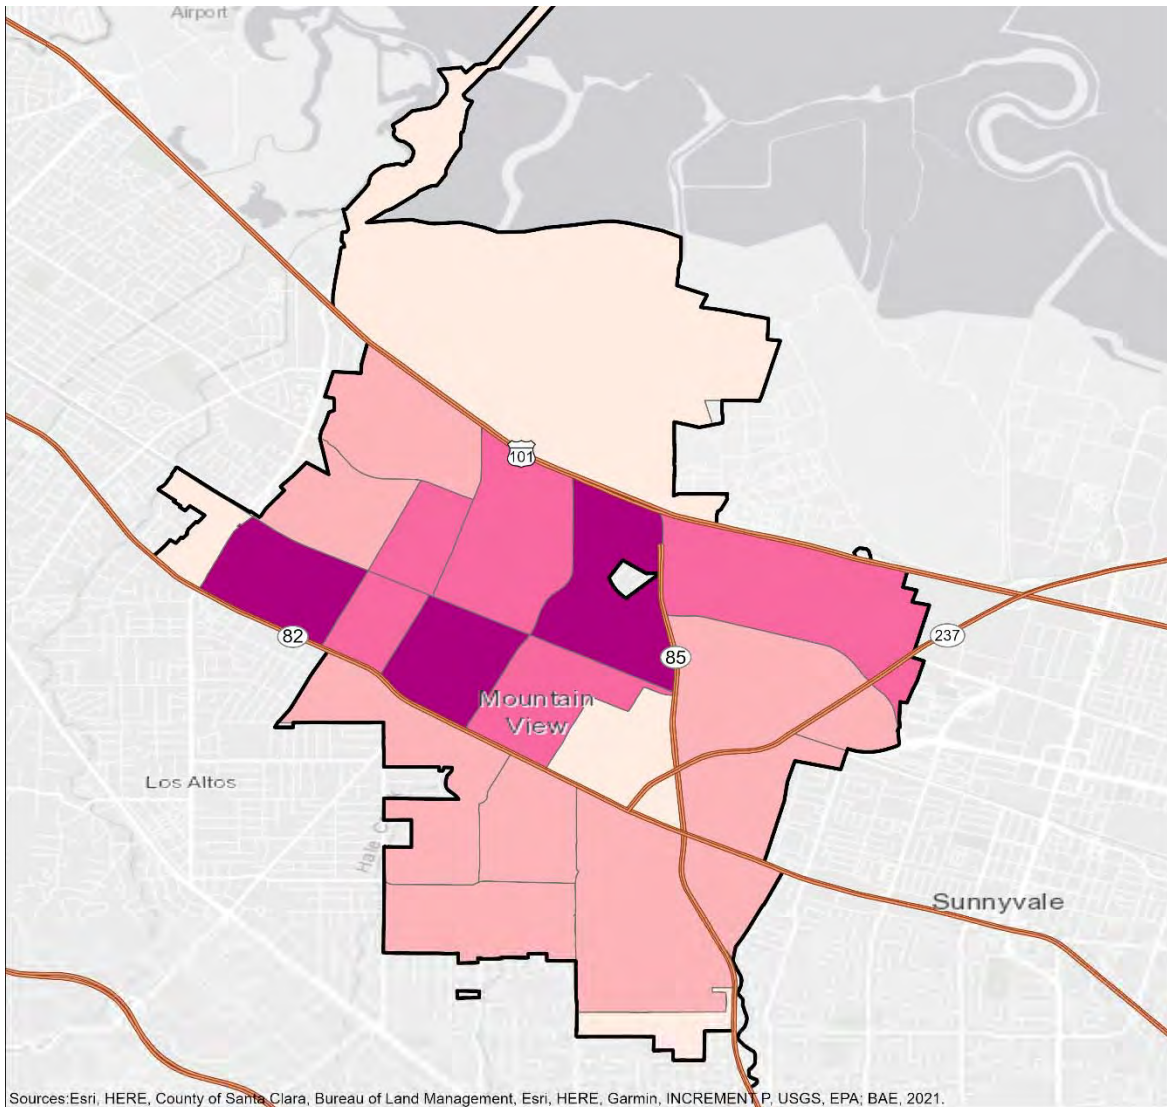 Airport
101
82
237
85
Mountain
View
Los Altos
Hale C
Sunnyvale
Sources:Esri, HERE, County of Santa Clara, Bureau of Land Management, Esri, HERE, Garmin, INCREMENT P, USGS, EPA; BAE, 2021.